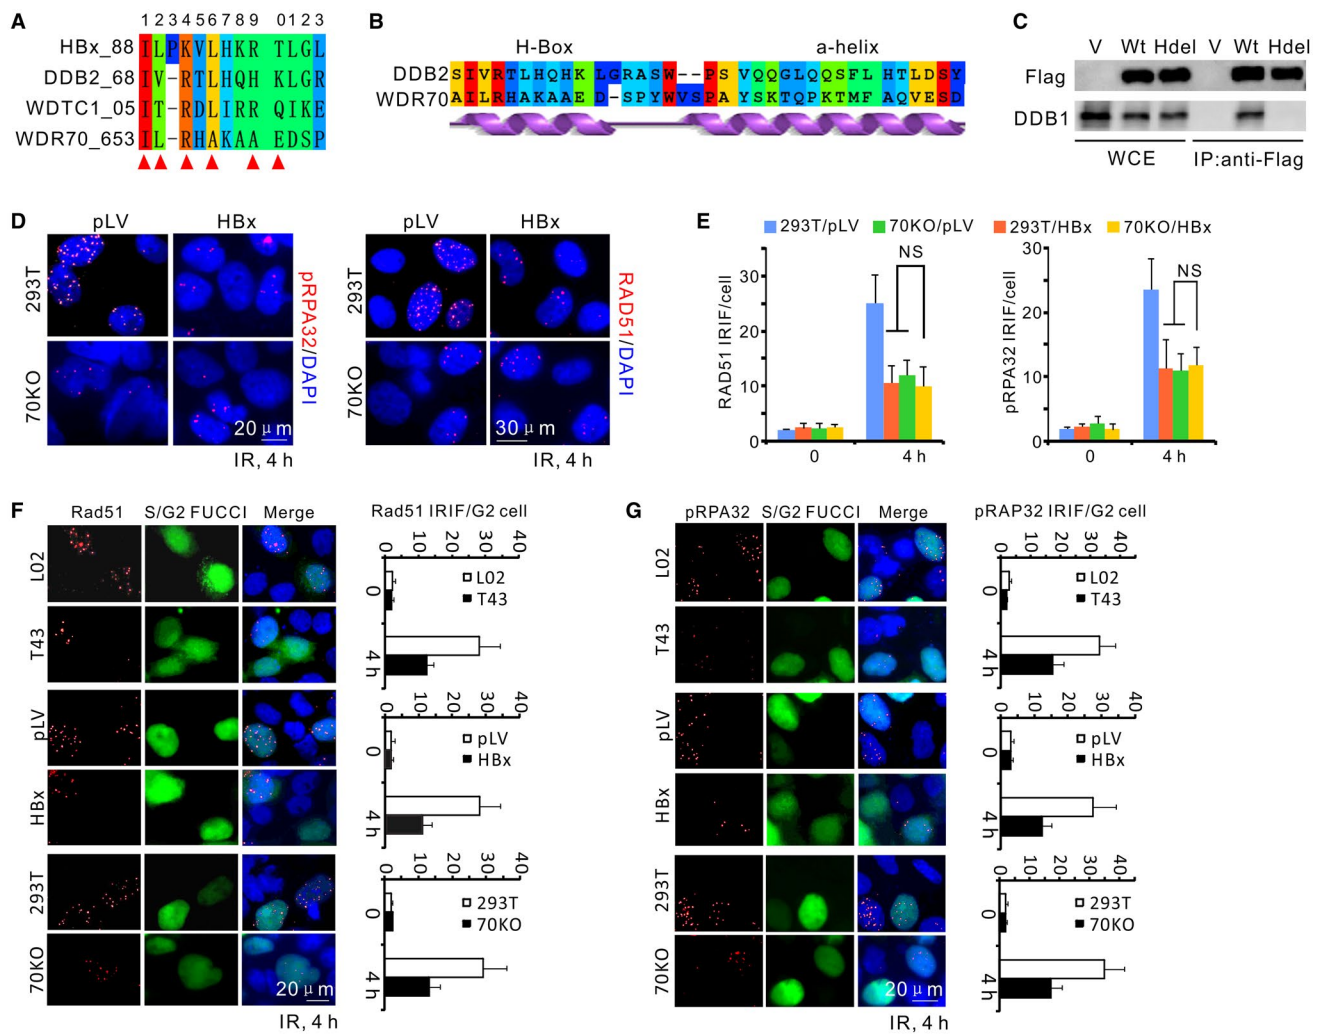 A
1 2 3 4 5 6 7 8 9 0 1 2 3
HBx_88 I L P K V L H K R T L G L
DDB2_68 I V - R T L H Q H K L G R
WDTC1_05 I T - R D L I R R Q I K E
WDR70_653 I L - R H A K A A E D S P
B
H-Box a-helix
DDB2 S I V R T L H Q H K L G R A S W - - P S V Q Q G L Q Q S F L H T L D S Y
WDR70 A I L R H A K A A E D - S P Y W V S P A Y S K T Q P K T M F A Q V E S D
C
V Wt Hdel V Wt Hdel
Flag
DDB1
WCE IP:anti-Flag
D
pLV HBx
293T
70KO
pRPA32/DAPI
20 μm
IR, 4 h
pLV HBx
293T
70KO
RAD51/DAPI
30 μm
IR, 4 h
E
293T/pLV 70KO/pLV 293T/HBx 70KO/HBx
RAD51 IRIF/cell
30
20
10
0
NS
0 4 h
pRPA32 IRIF/cell
30
20
10
0
NS
0 4 h
F
Rad51 S/G2 FUCCI Merge Rad51 IRIF/G2 cell
L02
T43
0 10 20 30 40
L02
T43
0
4 h
pLV
HBx
0 10 20 30 40
pLV
HBx
0
4 h
293T
70KO
0 10 20 30 40
293T
70KO
0
4 h
20 μm
IR, 4 h
G
pRPA32 S/G2 FUCCI Merge pRAP32 IRIF/G2 cell
L02
T43
0 10 20 30 40
L02
T43
0
4 h
pLV
HBx
0 10 20 30 40
pLV
HBx
0
4 h
293T
70KO
0 10 20 30 40
293T
70KO
0
4 h
20 μm
IR, 4 h